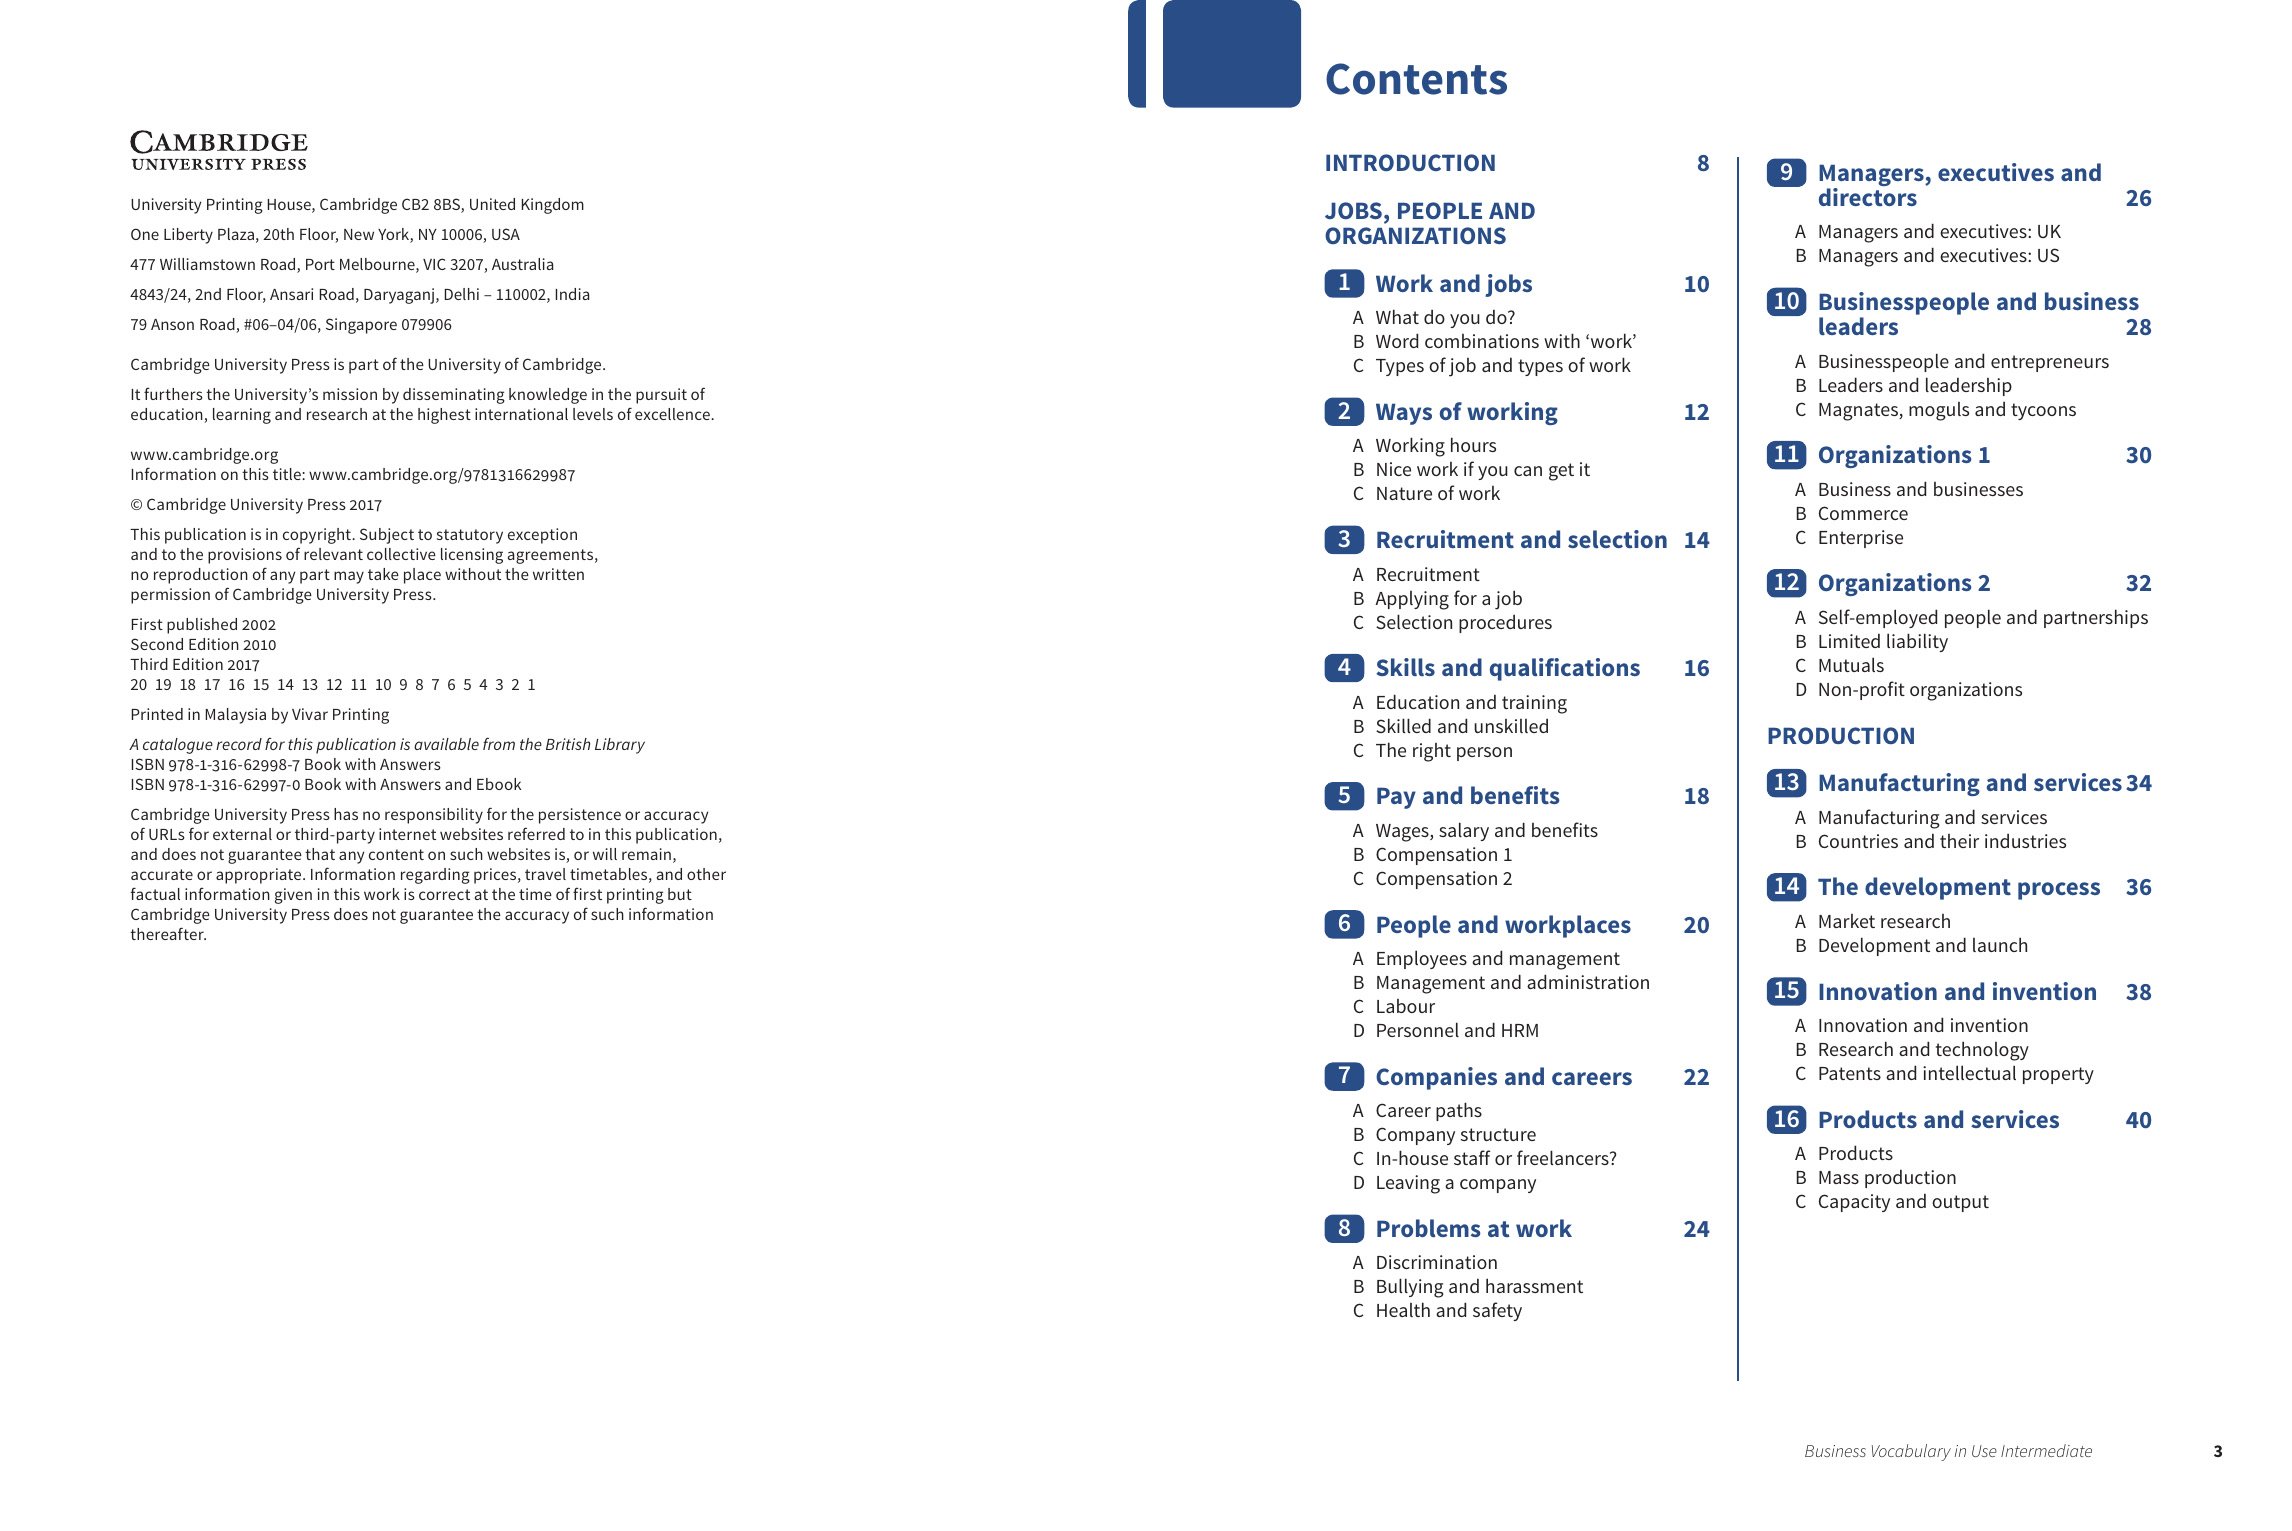 CAMBRIDGE
UNIVERSITY PRESS
University Printing House, Cambridge CB2 8BS, United Kingdom
One Liberty Plaza, 20th Floor, New York, NY 10006, USA
477 Williamstown Road, Port Melbourne, VIC 3207, Australia
4843/24, 2nd Floor, Ansari Road, Daryaganj, Delhi – 110002, India
79 Anson Road, #06–04/06, Singapore 079906
Cambridge University Press is part of the University of Cambridge.
It furthers the University’s mission by disseminating knowledge in the pursuit of
education, learning and research at the highest international levels of excellence.
www.cambridge.org
Information on this title: www.cambridge.org/9781316629987
© Cambridge University Press 2017
This publication is in copyright. Subject to statutory exception
and to the provisions of relevant collective licensing agreements,
no reproduction of any part may take place without the written
permission of Cambridge University Press.
First published 2002
Second Edition 2010
Third Edition 2017
20 19 18 17 16 15 14 13 12 11 10 9 8 7 6 5 4 3 2 1
Printed in Malaysia by Vivar Printing
A catalogue record for this publication is available from the British Library
ISBN 978-1-316-62998-7 Book with Answers
ISBN 978-1-316-62997-0 Book with Answers and Ebook
Cambridge University Press has no responsibility for the persistence or accuracy
of URLs for external or third-party internet websites referred to in this publication,
and does not guarantee that any content on such websites is, or will remain,
accurate or appropriate. Information regarding prices, travel timetables, and other
factual information given in this work is correct at the time of first printing but
Cambridge University Press does not guarantee the accuracy of such information
thereafter.
Contents
INTRODUCTION 8
JOBS, PEOPLE AND
ORGANIZATIONS
1 Work and jobs 10
A What do you do?
B Word combinations with ‘work’
C Types of job and types of work
2 Ways of working 12
A Working hours
B Nice work if you can get it
C Nature of work
3 Recruitment and selection 14
A Recruitment
B Applying for a job
C Selection procedures
4 Skills and qualifications 16
A Education and training
B Skilled and unskilled
C The right person
5 Pay and benefits 18
A Wages, salary and benefits
B Compensation 1
C Compensation 2
6 People and workplaces 20
A Employees and management
B Management and administration
C Labour
D Personnel and HRM
7 Companies and careers 22
A Career paths
B Company structure
C In-house staff or freelancers?
D Leaving a company
8 Problems at work 24
A Discrimination
B Bullying and harassment
C Health and safety
9 Managers, executives and
directors 26
A Managers and executives: UK
B Managers and executives: US
10 Businesspeople and business
leaders 28
A Businesspeople and entrepreneurs
B Leaders and leadership
C Magnates, moguls and tycoons
11 Organizations 1 30
A Business and businesses
B Commerce
C Enterprise
12 Organizations 2 32
A Self-employed people and partnerships
B Limited liability
C Mutuals
D Non-profit organizations
PRODUCTION
13 Manufacturing and services 34
A Manufacturing and services
B Countries and their industries
14 The development process 36
A Market research
B Development and launch
15 Innovation and invention 38
A Innovation and invention
B Research and technology
C Patents and intellectual property
16 Products and services 40
A Products
B Mass production
C Capacity and output
Business Vocabulary in Use Intermediate 3